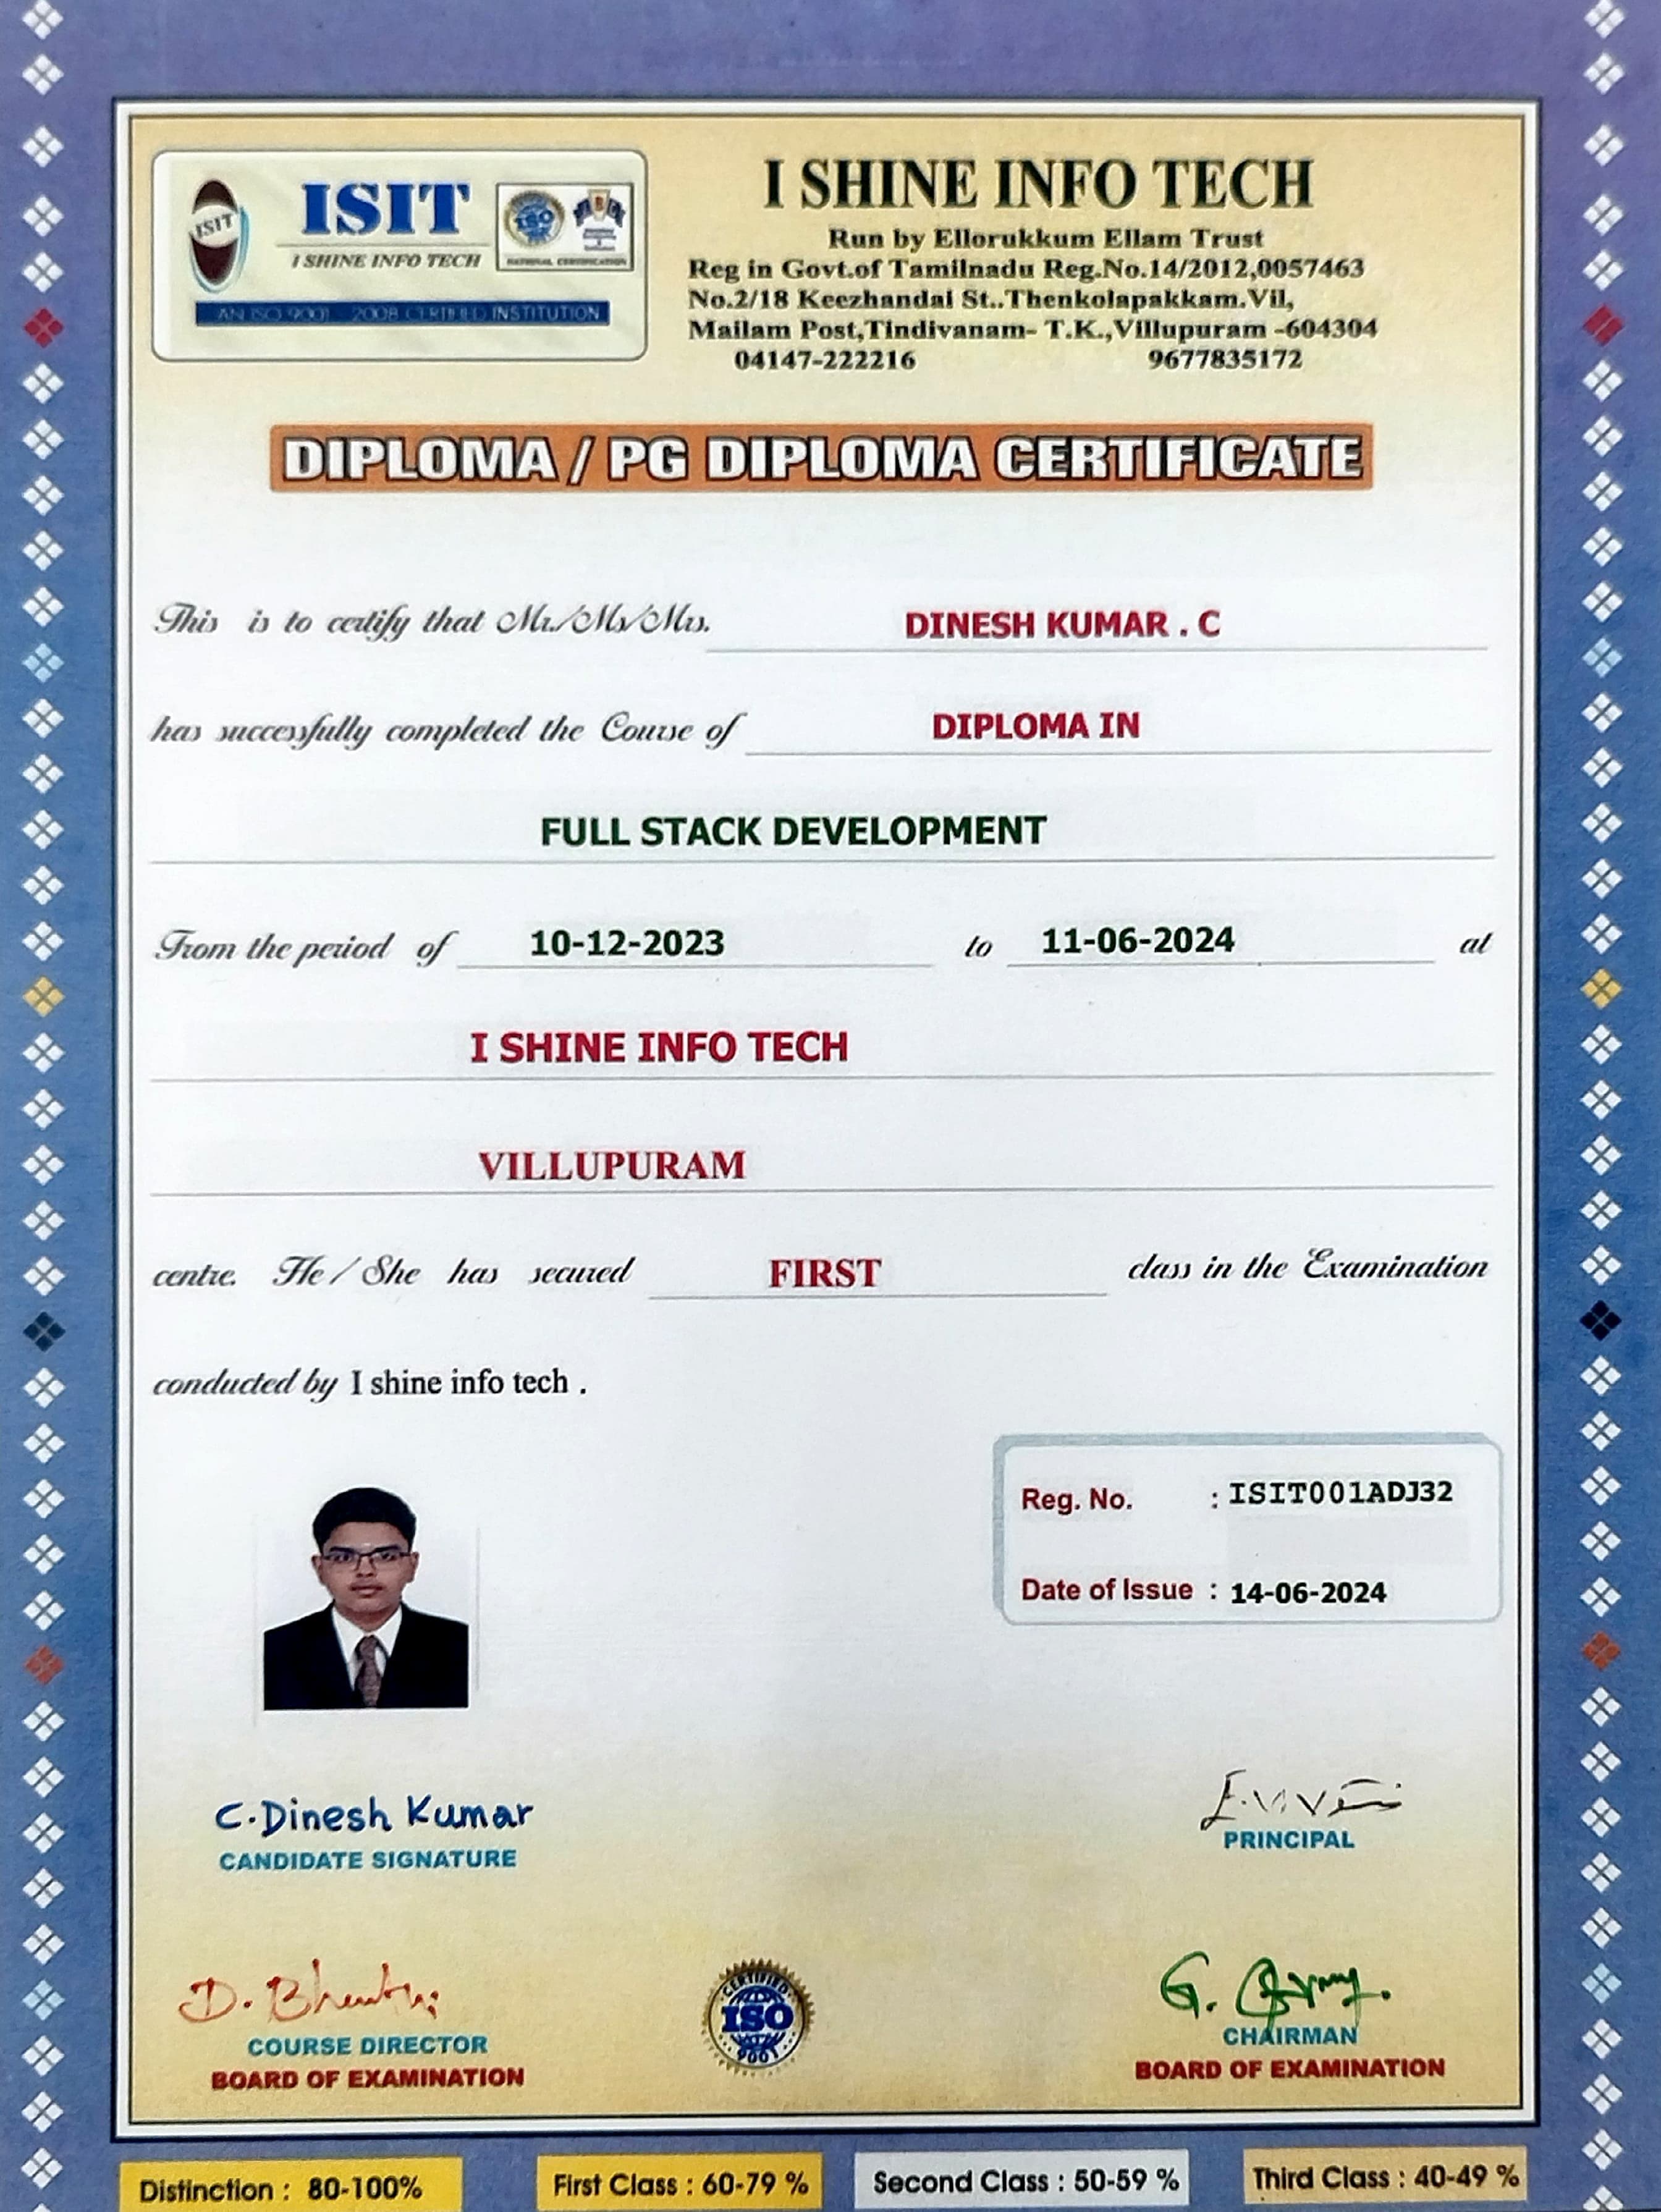 ISIT
ISIT
I SHINE INFO TECH
ISO
NATIONAL CERTIFICATION
AN ISO 9001 2008 CERTIFIED INSTITUTION
I SHINE INFO TECH
Run by Ellorukkum Ellam Trust
Reg in Govt.of Tamilnadu Reg.No.14/2012,0057463
No.2/18 Keezhandai St..Thenkolapakkam.Vil,
Mailam Post,Tindivanam- T.K.,Villupuram -604304
04147-222216 9677835172
DIPLOMA / PG DIPLOMA CERTIFICATE
This is to certify that Mr./Ms/Mrs. DINESH KUMAR . C
has successfully completed the Course of DIPLOMA IN
FULL STACK DEVELOPMENT
From the period of 10-12-2023 to 11-06-2024 at
I SHINE INFO TECH
VILLUPURAM
centre. He / She has secured FIRST class in the Examination
conducted by I shine info tech .
Reg. No. : ISIT001ADJ32
Date of Issue : 14-06-2024
C.Dinesh Kumar
CANDIDATE SIGNATURE
PRINCIPAL
D.
COURSE DIRECTOR
BOARD OF EXAMINATION
CERTIFIED
ISO
9001
G.
CHAIRMAN
BOARD OF EXAMINATION
Distinction : 80-100%
First Class : 60-79 %
Second Class : 50-59 %
Third Class : 40-49 %